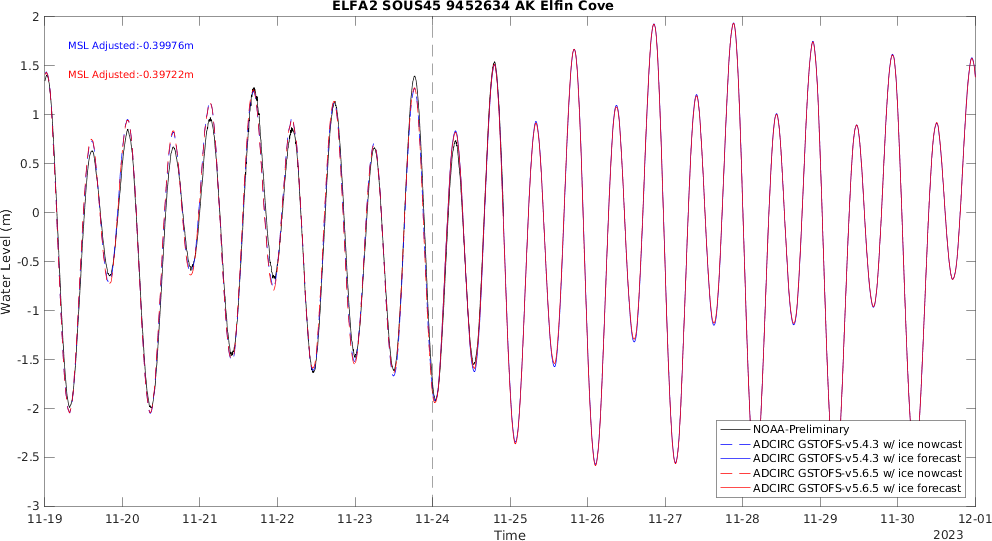 ELFA2 SOUS45 9452634 AK Elfin Cove
MSL Adjusted:-0.39976m
MSL Adjusted:-0.39722m
Water Level (m)
2
1.5
1
0.5
0
-0.5
-1
-1.5
-2
-2.5
-3
NOAA-Preliminary
ADCIRC GSTOFS-v5.4.3 w/ ice nowcast
ADCIRC GSTOFS-v5.4.3 w/ ice forecast
ADCIRC GSTOFS-v5.6.5 w/ ice nowcast
ADCIRC GSTOFS-v5.6.5 w/ ice forecast
11-19 11-20 11-21 11-22 11-23 11-24 11-25 11-26 11-27 11-28 11-29 11-30 12-01
Time
2023